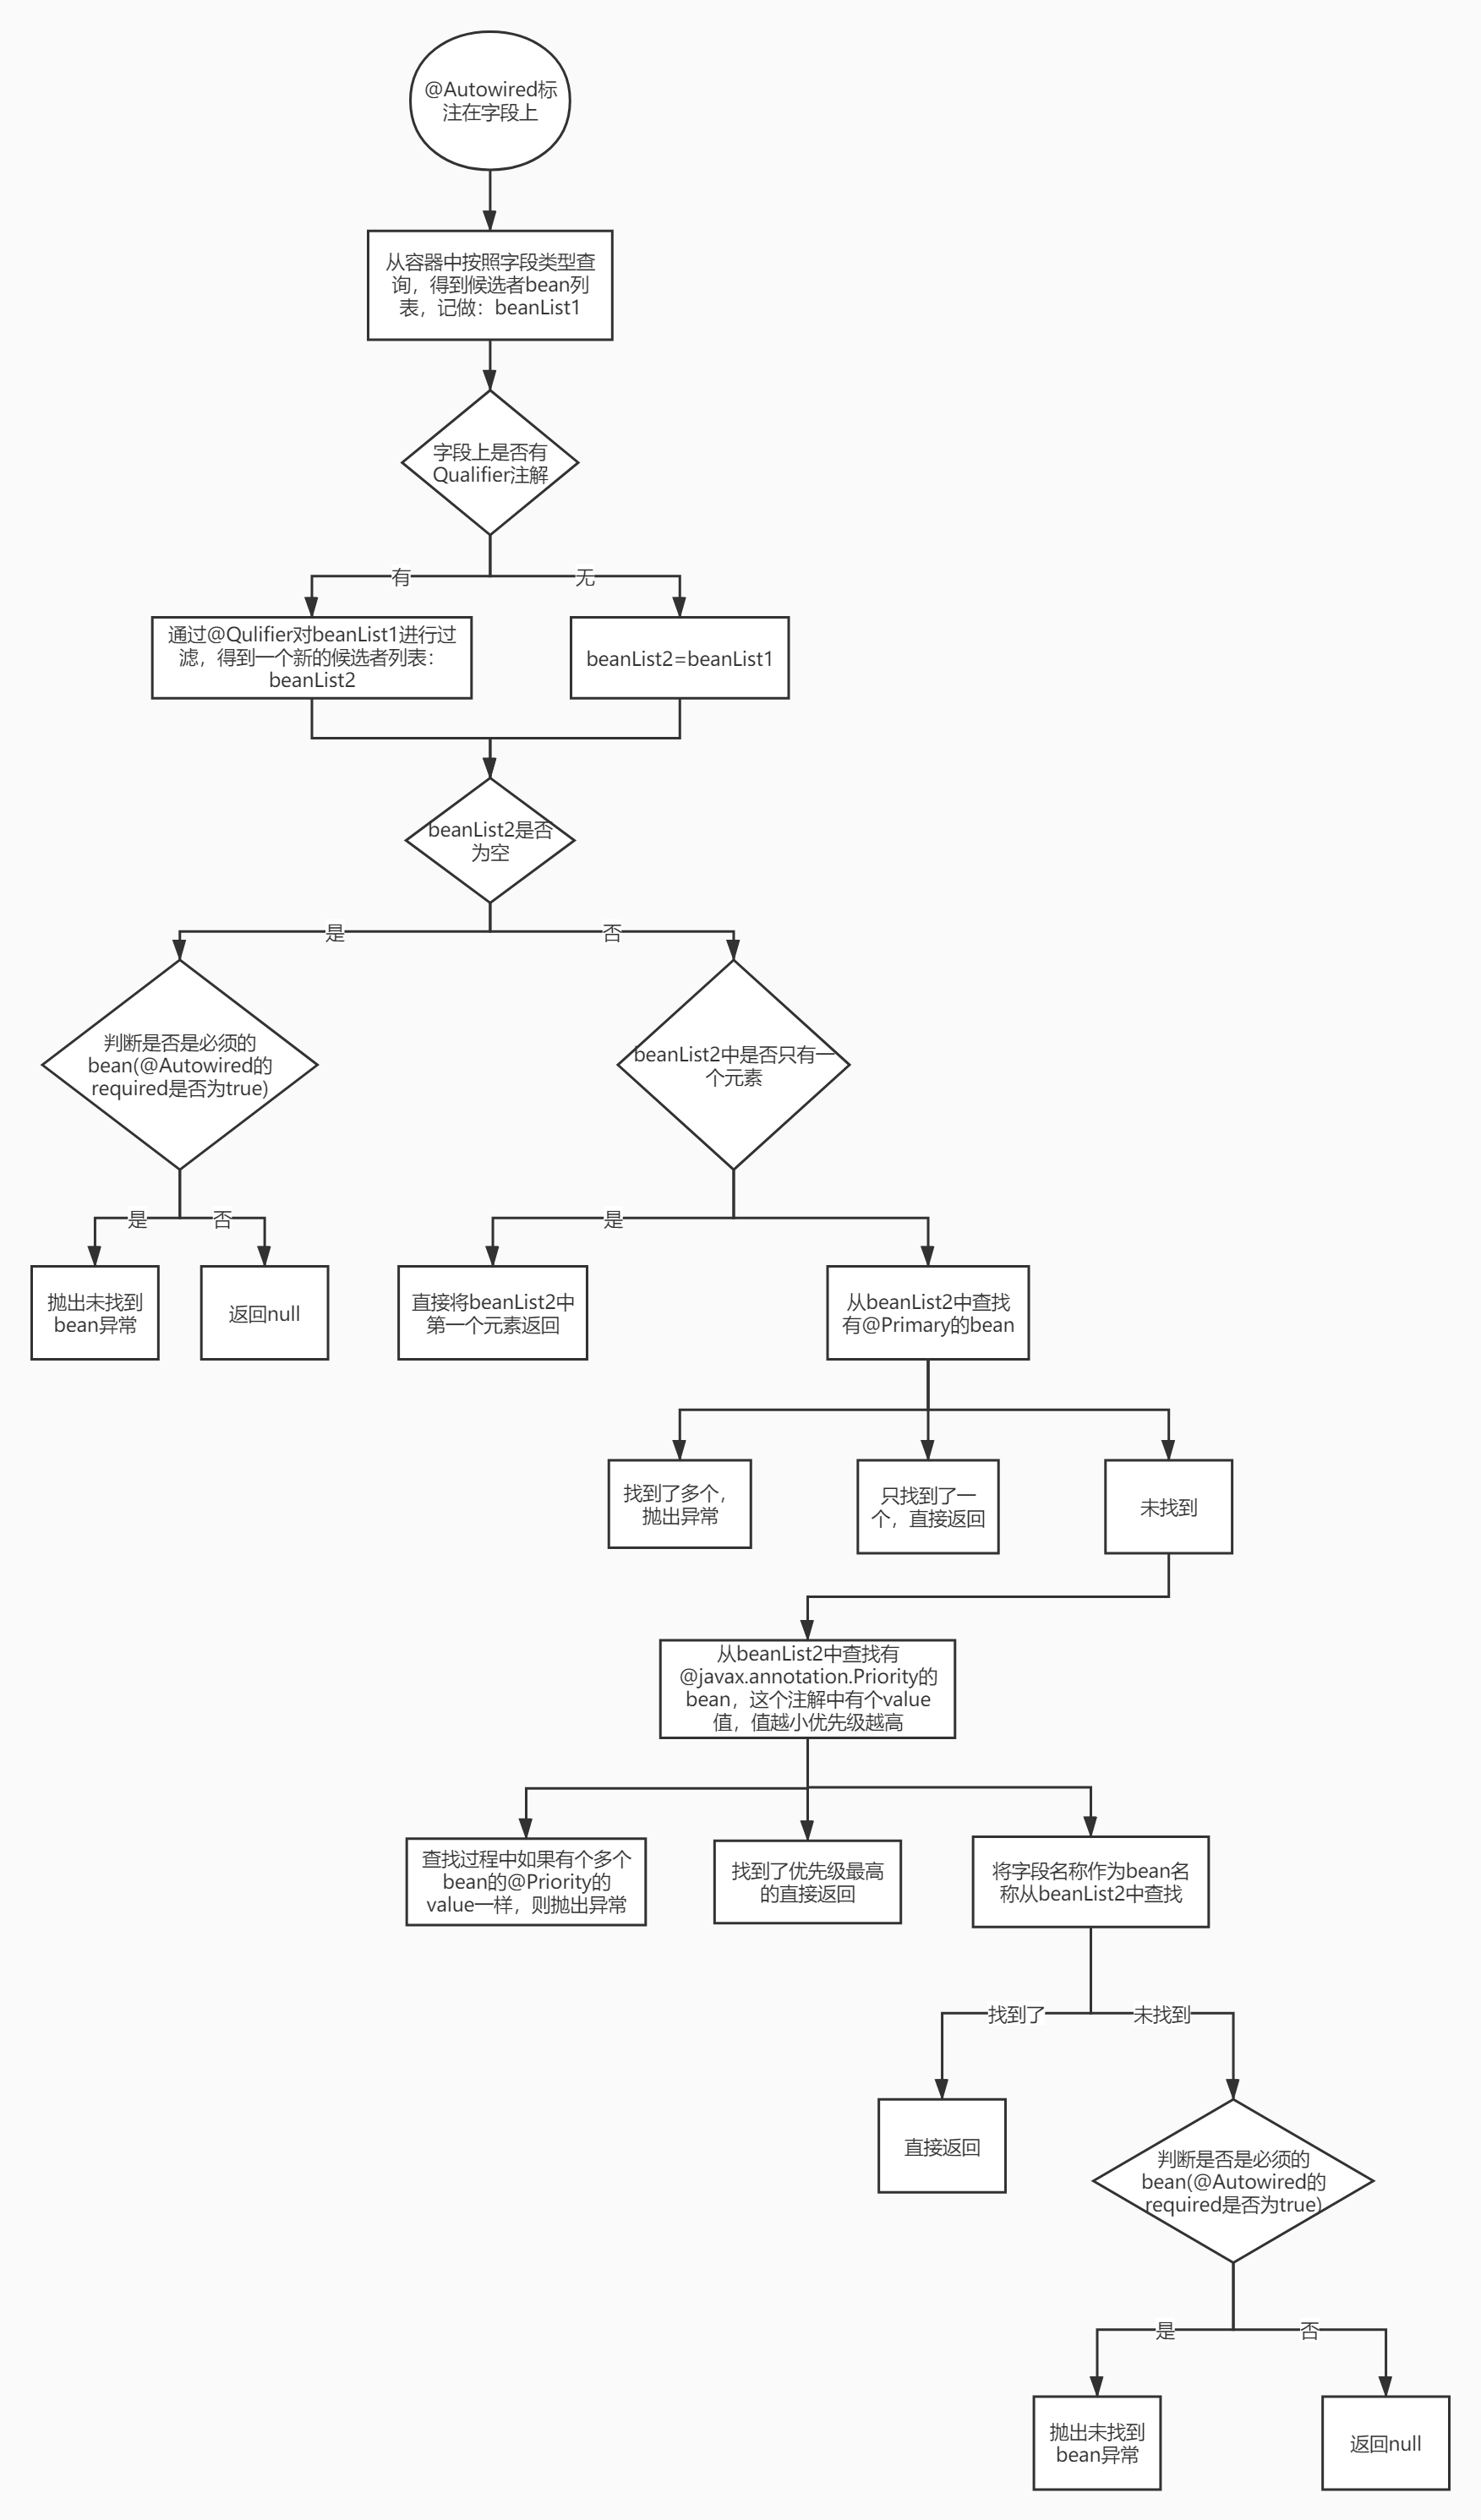 @Autowired标
注在字段上
从容器中按照字段类型查
询，得到候选者bean列
表，记做：beanList1
字段上是否有
Qualifier注解
有
无
通过@Qulifier对beanList1进行过
滤，得到一个新的候选者列表：
beanList2
beanList2=beanList1
beanList2是否
为空
是
否
判断是否是必须的
bean(@Autowired的
required是否为true)
beanList2中是否只有一
个元素
是
否
是
抛出未找到
bean异常
返回null
直接将beanList2中
第一个元素返回
从beanList2中查找
有@Primary的bean
找到了多个，
抛出异常
只找到了一
个，直接返回
未找到
从beanList2中查找有
@javax.annotation.Priority的
bean，这个注解中有个value
值，值越小优先级越高
查找过程中如果有个多个
bean的@Priority的
value一样，则抛出异常
找到了优先级最高
的直接返回
将字段名称作为bean名
称从beanList2中查找
找到了
未找到
直接返回
判断是否是必须的
bean(@Autowired的
required是否为true)
是
否
抛出未找到
bean异常
返回null